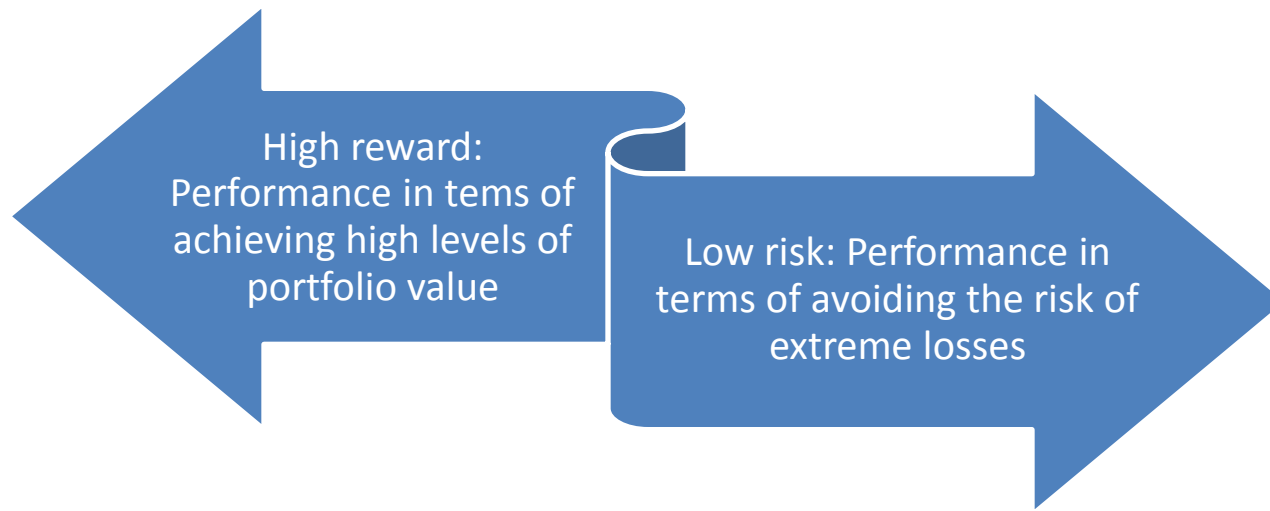 High reward:
Performance in tems of
achieving high levels of
portfolio value
Low risk: Performance in
terms of avoiding the risk of
extreme losses